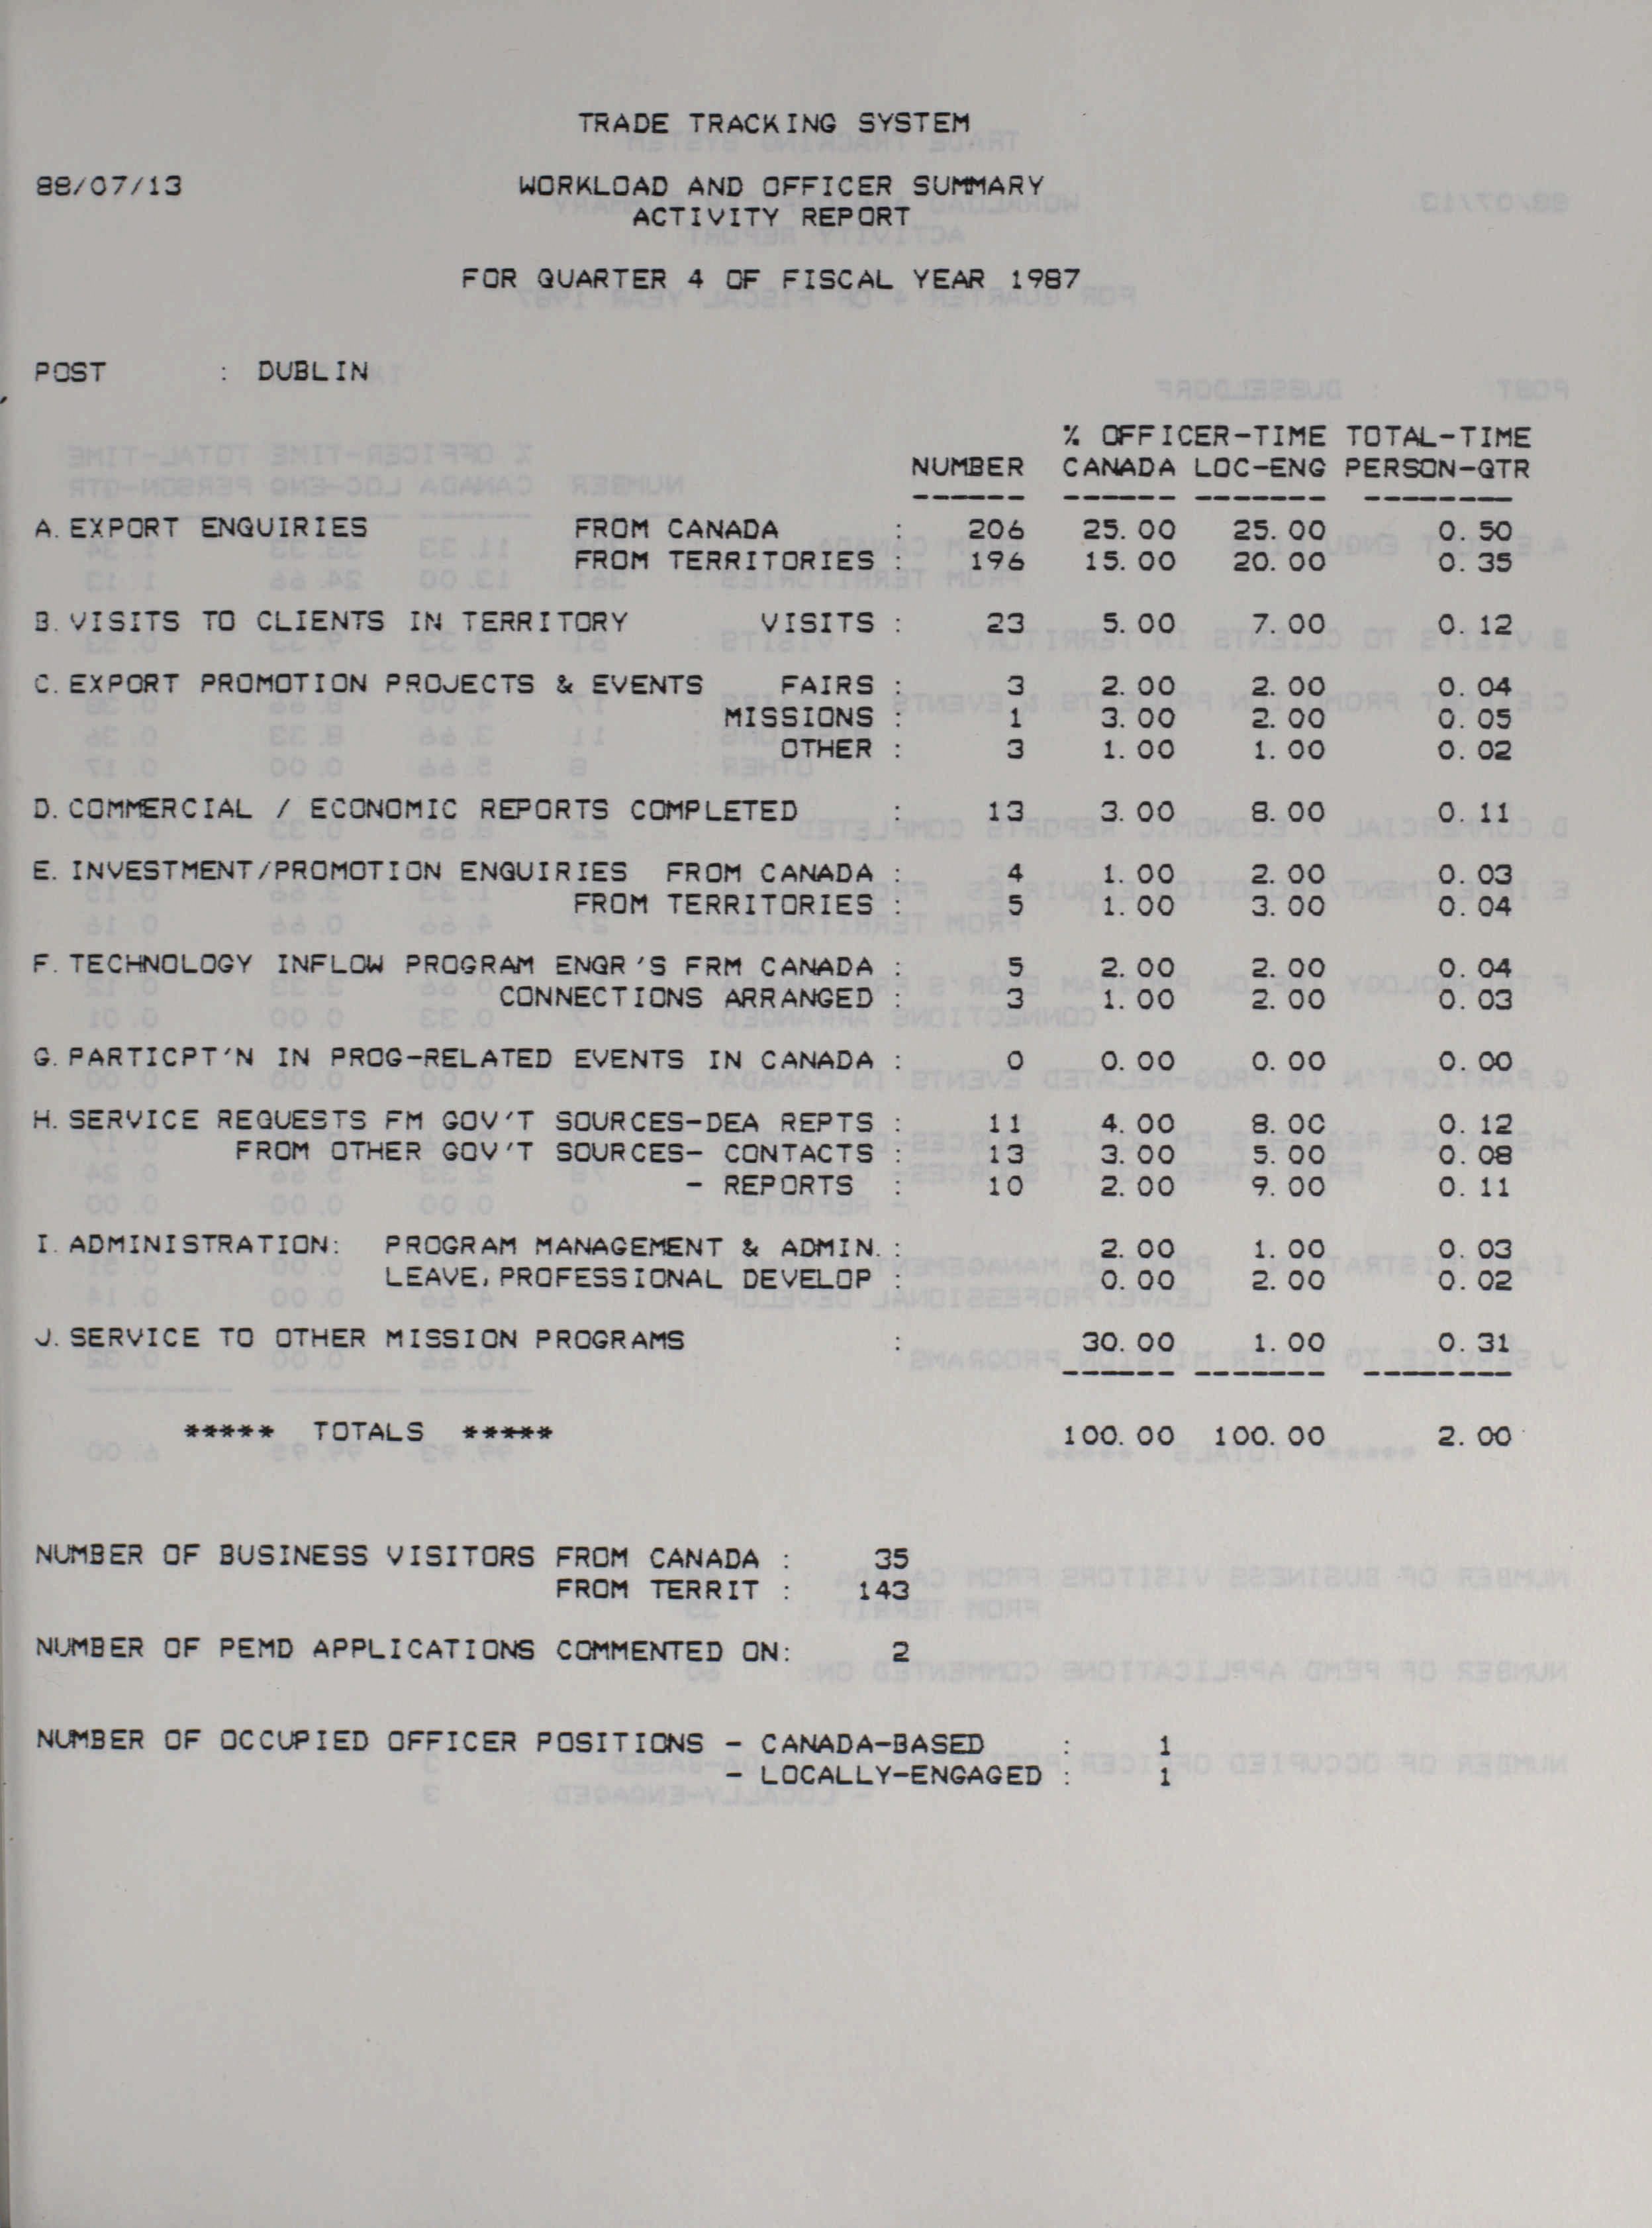 TRADE TRACKING SYSTEM
88/07/13 WORKLOAD AND OFFICER SUMMARY
ACTIVITY REPORT
FOR QUARTER 4 OF FISCAL YEAR 1987
POST : DUBLIN
% OFFICER-TIME TOTAL-TIME
NUMBER CANADA LOC-ENG PERSON-QTR
------ ------ ------- --------
A. EXPORT ENQUIRIES FROM CANADA : 206 25.00 25.00 0.50
FROM TERRITORIES : 196 15.00 20.00 0.35
B. VISITS TO CLIENTS IN TERRITORY VISITS : 23 5.00 7.00 0.12
C. EXPORT PROMOTION PROJECTS & EVENTS FAIRS : 3 2.00 2.00 0.04
MISSIONS : 1 3.00 2.00 0.05
OTHER : 3 1.00 1.00 0.02
D. COMMERCIAL / ECONOMIC REPORTS COMPLETED : 13 3.00 8.00 0.11
E. INVESTMENT/PROMOTION ENQUIRIES FROM CANADA : 4 1.00 2.00 0.03
FROM TERRITORIES : 5 1.00 3.00 0.04
F. TECHNOLOGY INFLOW PROGRAM ENQR'S FRM CANADA : 5 2.00 2.00 0.04
CONNECTIONS ARRANGED : 3 1.00 2.00 0.03
G. PARTICPT'N IN PROG-RELATED EVENTS IN CANADA : 0 0.00 0.00 0.00
H. SERVICE REQUESTS FM GOV'T SOURCES-DEA REPTS : 11 4.00 8.00 0.12
FROM OTHER GOV'T SOURCES- CONTACTS : 13 3.00 5.00 0.08
- REPORTS : 10 2.00 9.00 0.11
I. ADMINISTRATION: PROGRAM MANAGEMENT & ADMIN. : 2.00 1.00 0.03
LEAVE, PROFESSIONAL DEVELOP : 0.00 2.00 0.02
J. SERVICE TO OTHER MISSION PROGRAMS : 30.00 1.00 0.31
------ ------- --------
***** TOTALS ***** 100.00 100.00 2.00
NUMBER OF BUSINESS VISITORS FROM CANADA : 35
FROM TERRIT : 143
NUMBER OF PEMD APPLICATIONS COMMENTED ON: 2
NUMBER OF OCCUPIED OFFICER POSITIONS - CANADA-BASED : 1
- LOCALLY-ENGAGED : 1